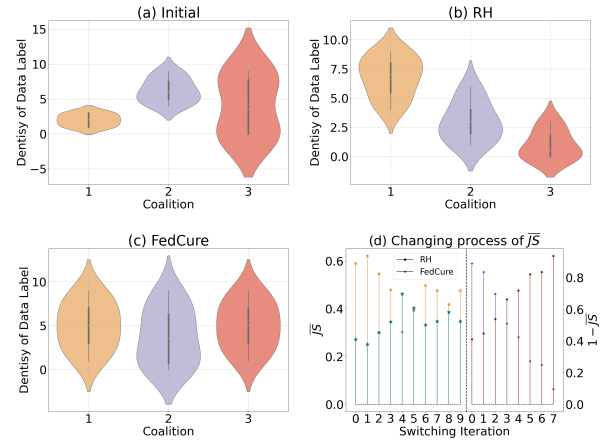 (a) Initial
15
10
5
0
−5
Dentisy of Data Label
1 2 3
Coalition
(b) RH
10.0
7.5
5.0
2.5
0.0
Dentisy of Data Label
1 2 3
Coalition
(c) FedCure
10
5
0
Dentisy of Data Label
1 2 3
Coalition
(d) Changing process of J̅S̅
RH
FedCure
0.6
0.4
0.2
0.0
J̅S̅
0.8
0.6
0.4
0.2
0.0
1 − J̅S̅
0 1 2 3 4 5 6 7 8 9 0 1 2 3 4 5 6 7
Switching Iteration